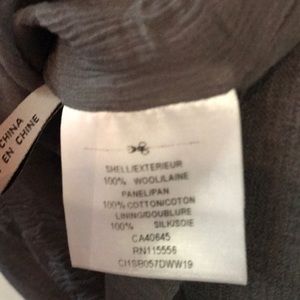 CHINA
EN CHINE
SHELL/EXTERIEUR
100% WOOL/LAINE
PANEL/PAN
100% COTTON/COTON
LINING/DOUBLURE
100% SILK/SOIE
CA40645
RN115556
CI1SB057DWW19